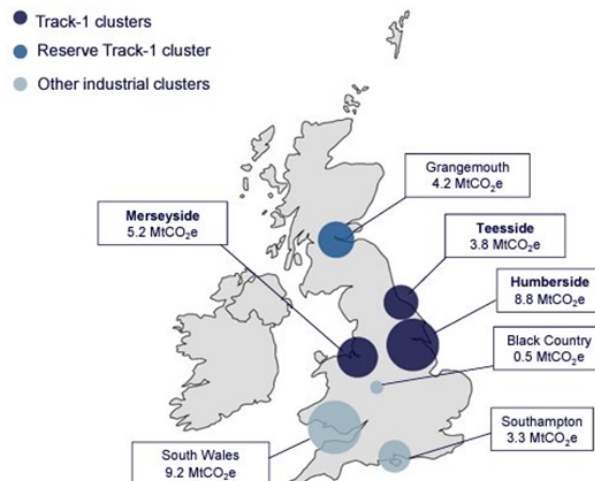 Track-1 clusters
Reserve Track-1 cluster
Other industrial clusters
Grangemouth
4.2 MtCO₂e
Merseyside
5.2 MtCO₂e
Teesside
3.8 MtCO₂e
Humberside
8.8 MtCO₂e
Black Country
0.5 MtCO₂e
Southampton
3.3 MtCO₂e
South Wales
9.2 MtCO₂e